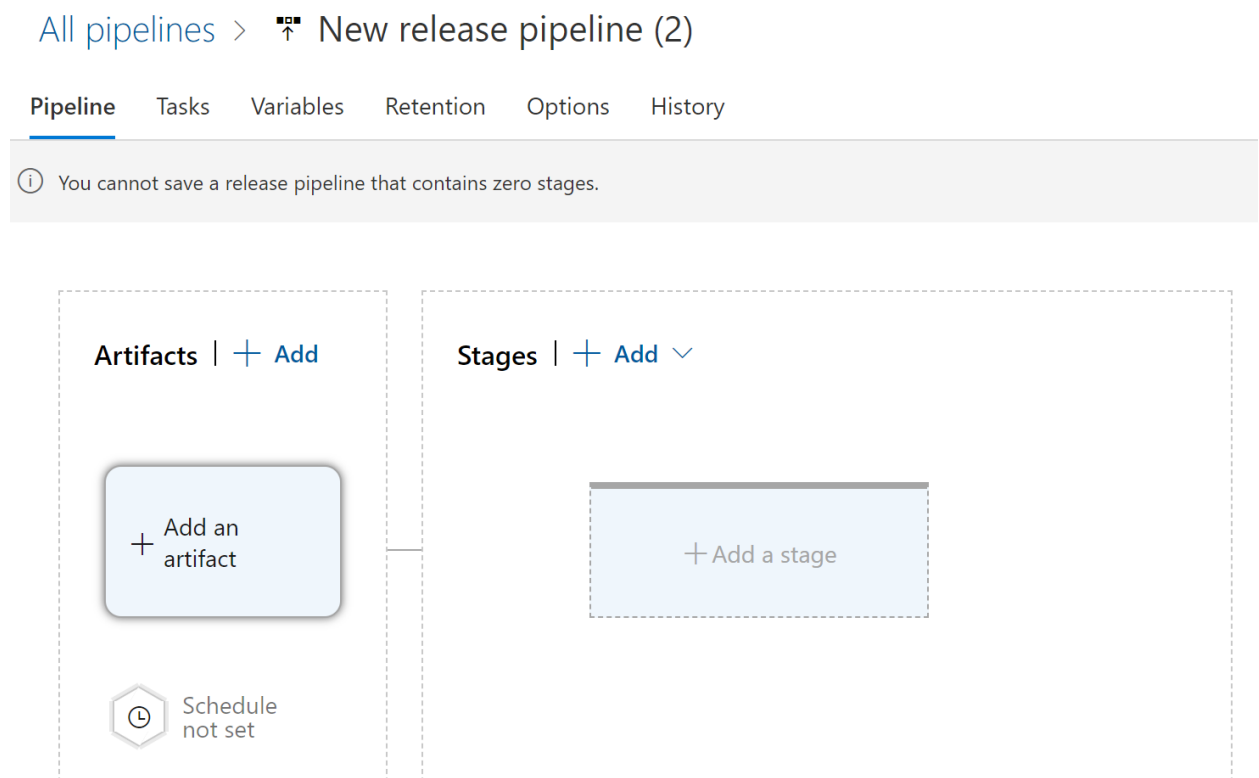 All pipelines > New release pipeline (2)
Pipeline Tasks Variables Retention Options History
You cannot save a release pipeline that contains zero stages.
Artifacts | + Add
Stages | + Add
+ Add an
artifact
+ Add a stage
Schedule
not set